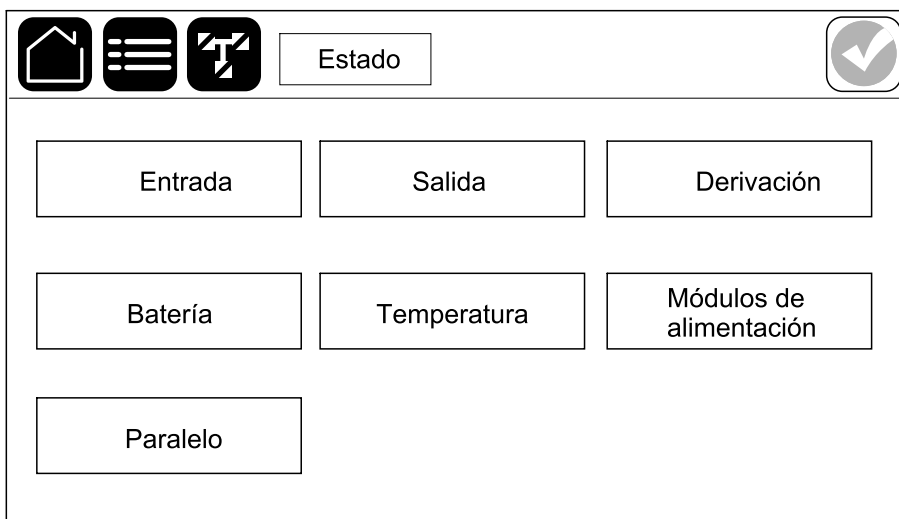 Estado
Entrada
Salida
Derivación
Batería
Temperatura
Módulos de
alimentación
Paralelo